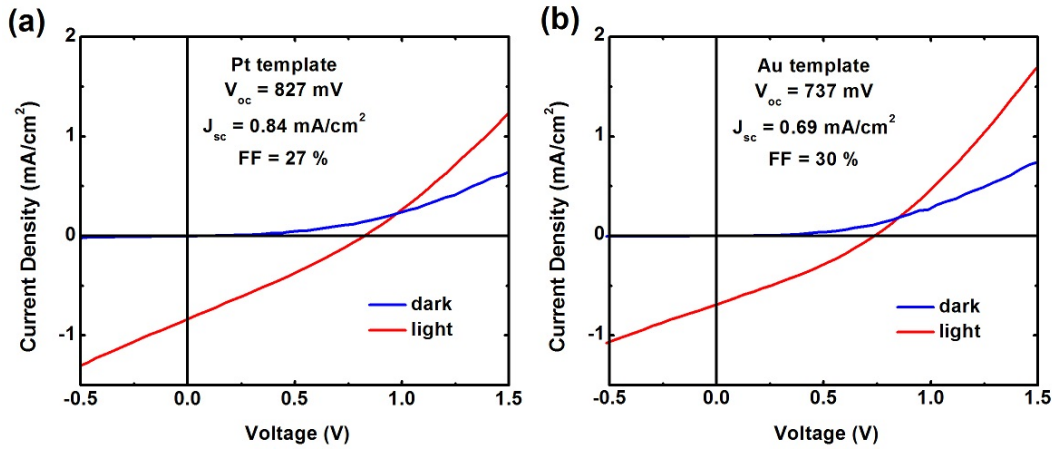 (a)
Pt template
Voc = 827 mV
Jsc = 0.84 mA/cm2
FF = 27 %
2
1
0
-1
Current Density (mA/cm2)
dark
light
-0.5 0.0 0.5 1.0 1.5
Voltage (V)
(b)
Au template
Voc = 737 mV
Jsc = 0.69 mA/cm2
FF = 30 %
2
1
0
-1
Current Density (mA/cm2)
dark
light
-0.5 0.0 0.5 1.0 1.5
Voltage (V)